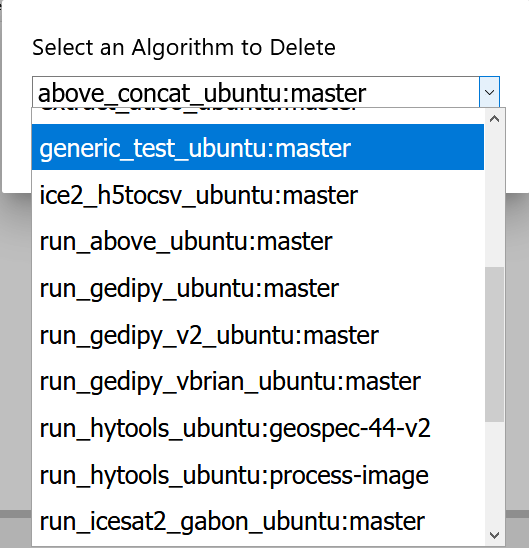 Select an Algorithm to Delete
above_concat_ubuntu:master
generic_test_ubuntu:master
ice2_h5tocsv_ubuntu:master
run_above_ubuntu:master
run_gedipy_ubuntu:master
run_gedipy_v2_ubuntu:master
run_gedipy_vbrian_ubuntu:master
run_hytools_ubuntu:geospec-44-v2
run_hytools_ubuntu:process-image
run_icesat2_gabon_ubuntu:master